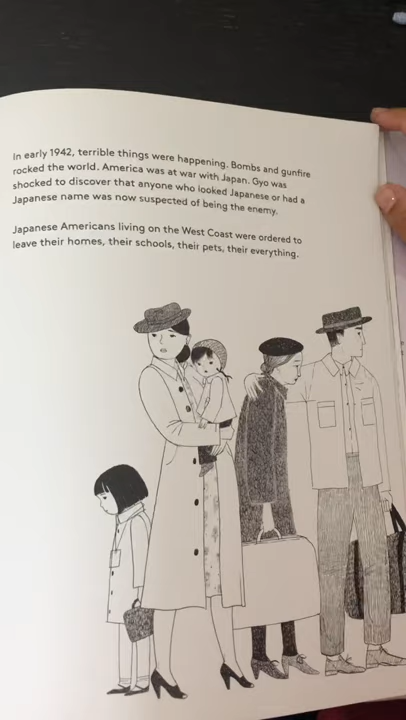 In early 1942, terrible things were happening. Bombs and gunfire
rocked the world. America was at war with Japan. Gyo was
shocked to discover that anyone who looked Japanese or had a
Japanese name was now suspected of being the enemy.
Japanese Americans living on the West Coast were ordered to
leave their homes, their schools, their pets, their everything.